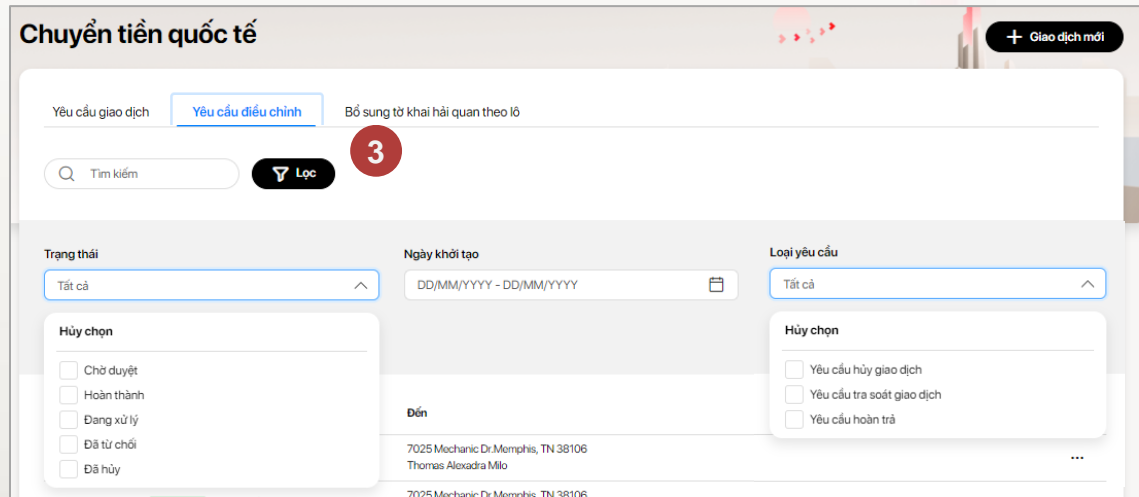 Chuyển tiền quốc tế
+ Giao dịch mới
Yêu cầu giao dịch
Yêu cầu điều chỉnh
Bổ sung tờ khai hải quan theo lô
3
Tìm kiếm
Lọc
Trạng thái
Ngày khởi tạo
Loại yêu cầu
Tất cả
DD/MM/YYYY - DD/MM/YYYY
Tất cả
Hủy chọn
Chờ duyệt
Hoàn thành
Đang xử lý
Đã từ chối
Đã hủy
Hủy chọn
Yêu cầu hủy giao dịch
Yêu cầu tra soát giao dịch
Yêu cầu hoàn trả
Đến
7025 Mechanic Dr.Memphis, TN 38106
Thomas Alexadra Milo
...
7025 Mechanic Dr.Memphis, TN 38106